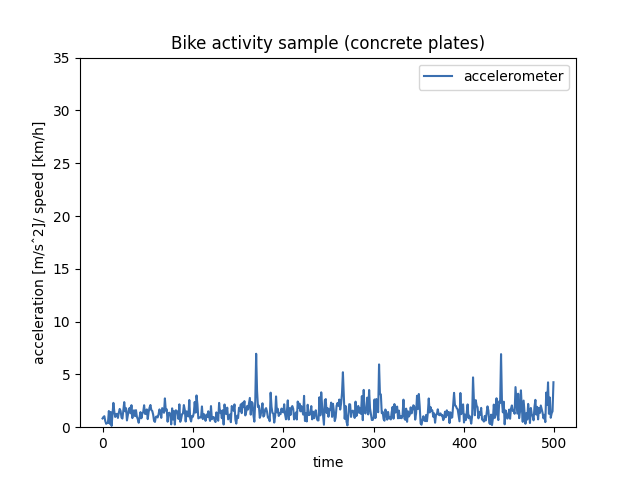 Bike activity sample (concrete plates)
accelerometer
acceleration [m/sˆ2]/ speed [km/h]
35
30
25
20
15
10
5
0
0 100 200 300 400 500
time